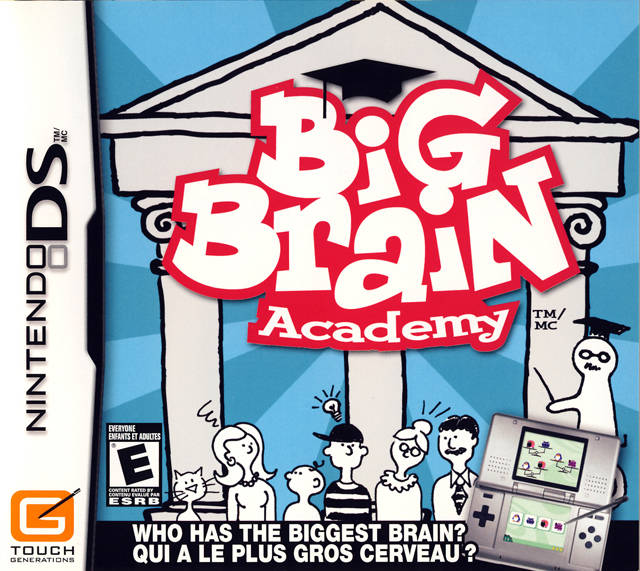 NINTENDO DS TM/MC
TOUCH
GENERATIONS
BiG
BraiN
Academy
TM/
MC
EVERYONE
ENFANTS ET ADULTES
E
®
CONTENT RATED BY
CONTENU ÉVALUÉ PAR
ESRB
WHO HAS THE BIGGEST BRAIN?
QUI A LE PLUS GROS CERVEAU ?